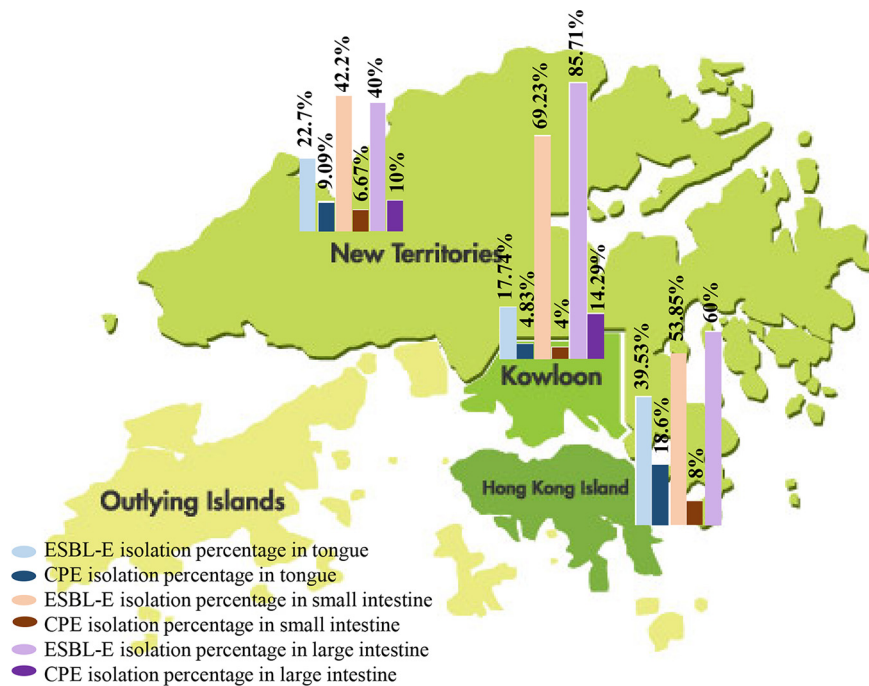 22.7%
9.09%
42.2%
6.67%
40%
10%
New Territories
17.74%
4.83%
69.23%
4%
85.71%
14.29%
Kowloon
39.53%
18.6%
53.85%
8%
60%
Hong Kong Island
Outlying Islands
ESBL-E isolation percentage in tongue
CPE isolation percentage in tongue
ESBL-E isolation percentage in small intestine
CPE isolation percentage in small intestine
ESBL-E isolation percentage in large intestine
CPE isolation percentage in large intestine